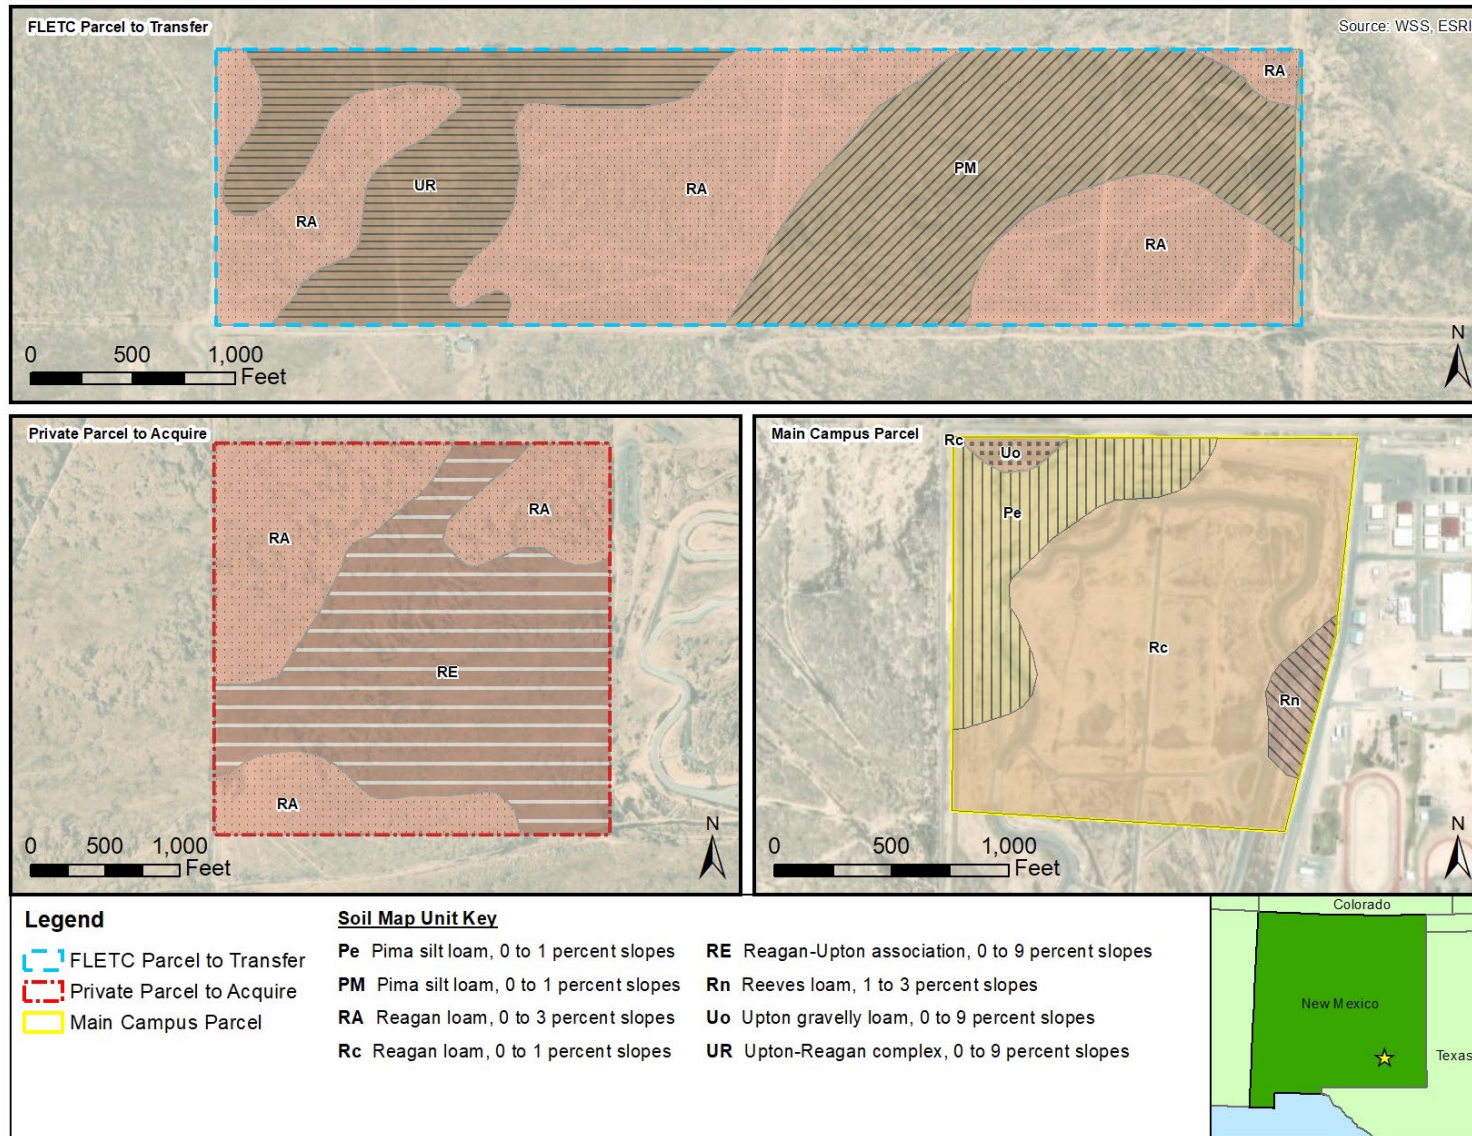 FLETC Parcel to Transfer
Source: WSS, ESRI
RA
PM
UR
RA
RA
RA
0 500 1,000
Feet
N
Private Parcel to Acquire
RA
RA
RE
RA
0 500 1,000
Feet
N
Main Campus Parcel
Rc
Uo
Pe
Rc
Rn
0 500 1,000
Feet
N
Legend
FLETC Parcel to Transfer
Private Parcel to Acquire
Main Campus Parcel
Soil Map Unit Key
Pe Pima silt loam, 0 to 1 percent slopes
PM Pima silt loam, 0 to 1 percent slopes
RA Reagan loam, 0 to 3 percent slopes
Rc Reagan loam, 0 to 1 percent slopes
RE Reagan-Upton association, 0 to 9 percent slopes
Rn Reeves loam, 1 to 3 percent slopes
Uo Upton gravelly loam, 0 to 9 percent slopes
UR Upton-Reagan complex, 0 to 9 percent slopes
Colorado
New Mexico
Texas